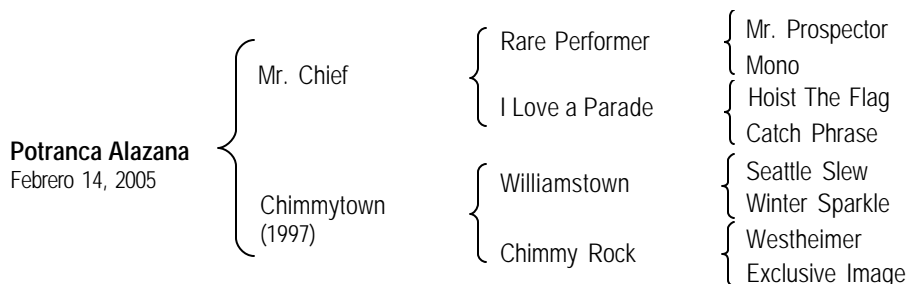 Potranca Alazana
Febrero 14, 2005
Mr. Chief
Chimmytown
(1997)
Rare Performer
I Love a Parade
Williamstown
Chimmy Rock
Mr. Prospector
Mono
Hoist The Flag
Catch Phrase
Seattle Slew
Winter Sparkle
Westheimer
Exclusive Image